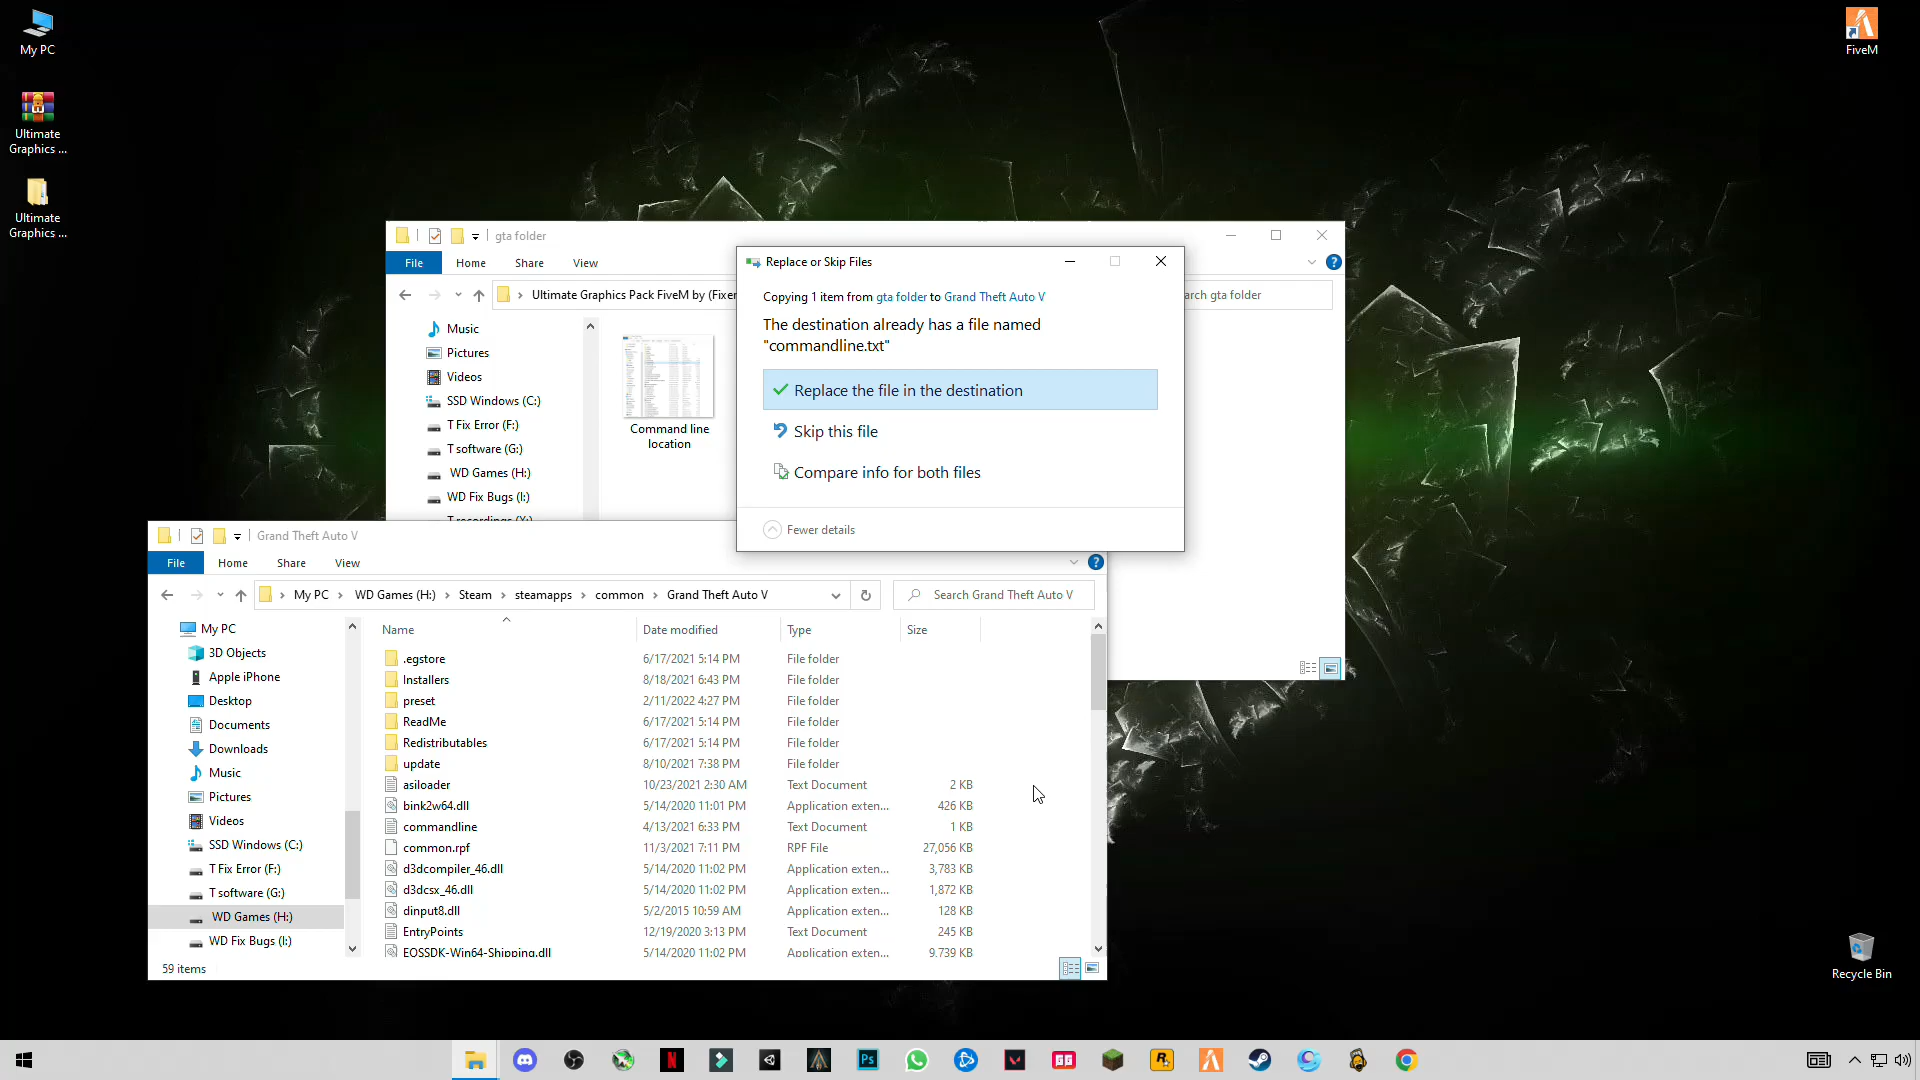 My PC
Ultimate
Graphics ...
Ultimate
Graphics ...
FiveM
Recycle Bin
gta folder
File
Home
Share
View
Ultimate Graphics Pack FiveM by (Fixer
arch gta folder
Music
Pictures
Videos
SSD Windows (C:)
T Fix Error (F:)
T software (G:)
WD Games (H:)
WD Fix Bugs (I:)
T recordings (Y:)
Command line
location
Replace or Skip Files
Copying 1 item from gta folder to Grand Theft Auto V
The destination already has a file named
"commandline.txt"
Replace the file in the destination
Skip this file
Compare info for both files
Fewer details
Grand Theft Auto V
File
Home
Share
View
My PC > WD Games (H:) > Steam > steamapps > common > Grand Theft Auto V
Search Grand Theft Auto V
My PC
3D Objects
Apple iPhone
Desktop
Documents
Downloads
Music
Pictures
Videos
SSD Windows (C:)
T Fix Error (F:)
T software (G:)
WD Games (H:)
WD Fix Bugs (I:)
Name Date modified Type Size
.egstore 6/17/2021 5:14 PM File folder
Installers 8/18/2021 6:43 PM File folder
preset 2/11/2022 4:27 PM File folder
ReadMe 6/17/2021 5:14 PM File folder
Redistributables 6/17/2021 5:14 PM File folder
update 8/10/2021 7:38 PM File folder
asiloader 10/23/2021 2:30 AM Text Document 2 KB
bink2w64.dll 5/14/2020 11:01 PM Application exten... 426 KB
commandline 4/13/2021 6:33 PM Text Document 1 KB
common.rpf 11/3/2021 7:11 PM RPF File 27,056 KB
d3dcompiler_46.dll 5/14/2020 11:02 PM Application exten... 3,783 KB
d3dcsx_46.dll 5/14/2020 11:02 PM Application exten... 1,872 KB
dinput8.dll 5/2/2015 10:59 AM Application exten... 128 KB
EntryPoints 12/19/2020 3:13 PM Text Document 245 KB
EOSSDK-Win64-Shipping.dll 5/14/2020 11:02 PM Application exten... 9,739 KB
59 items